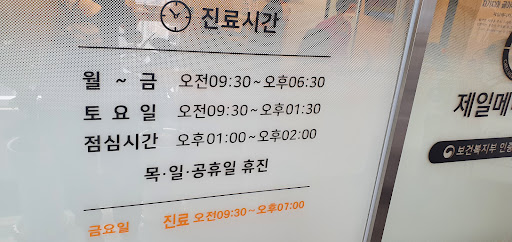 진료시간
월 ~ 금 오전09:30~오후06:30
토요일 오전09:30~오후01:30
점심시간 오후01:00~오후02:00
목·일·공휴일 휴진
금요일 진료 오전09:30~오후07:00
제일메
보건복지부 인증